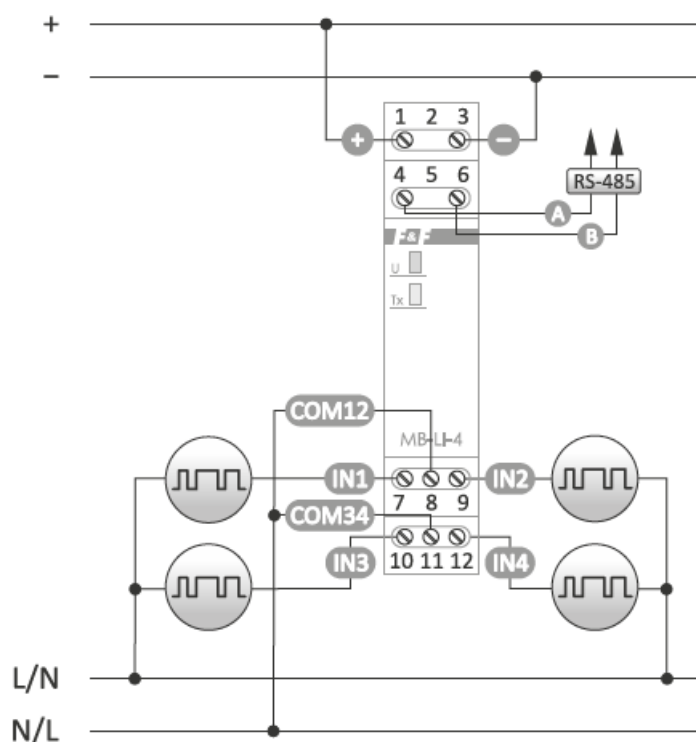 +
−
1 2 3
+ −
4 5 6
RS-485
A
B
F&F
U
Tx
COM12
MB-LI-4
IN1 IN2
7 8 9
COM34
IN3 10 11 12 IN4
L/N
N/L